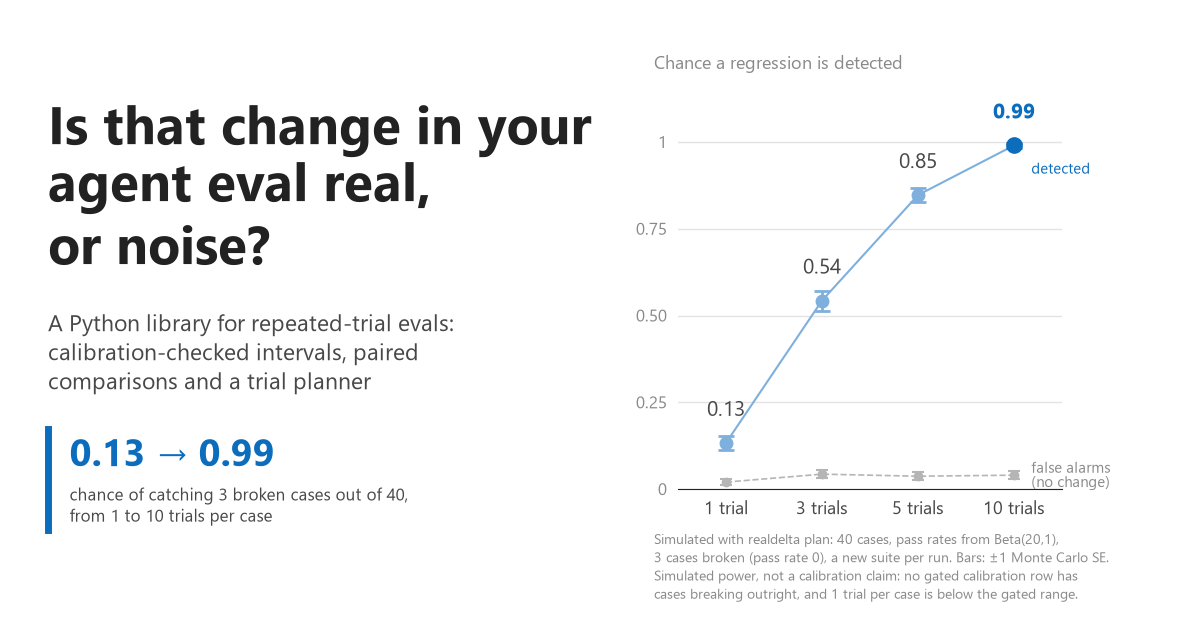 Is that change in your
agent eval real,
or noise?
A Python library for repeated-trial evals:
calibration-checked intervals, paired
comparisons and a trial planner
0.13 → 0.99
chance of catching 3 broken cases out of 40,
from 1 to 10 trials per case
Chance a regression is detected
0.99
1
0.85
detected
0.75
0.54
0.50
0.25
0.13
false alarms
(no change)
0
1 trial
3 trials
5 trials
10 trials
Simulated with realdelta plan: 40 cases, pass rates from Beta(20,1),
3 cases broken (pass rate 0), a new suite per run. Bars: ±1 Monte Carlo SE.
Simulated power, not a calibration claim: no gated calibration row has
cases breaking outright, and 1 trial per case is below the gated range.